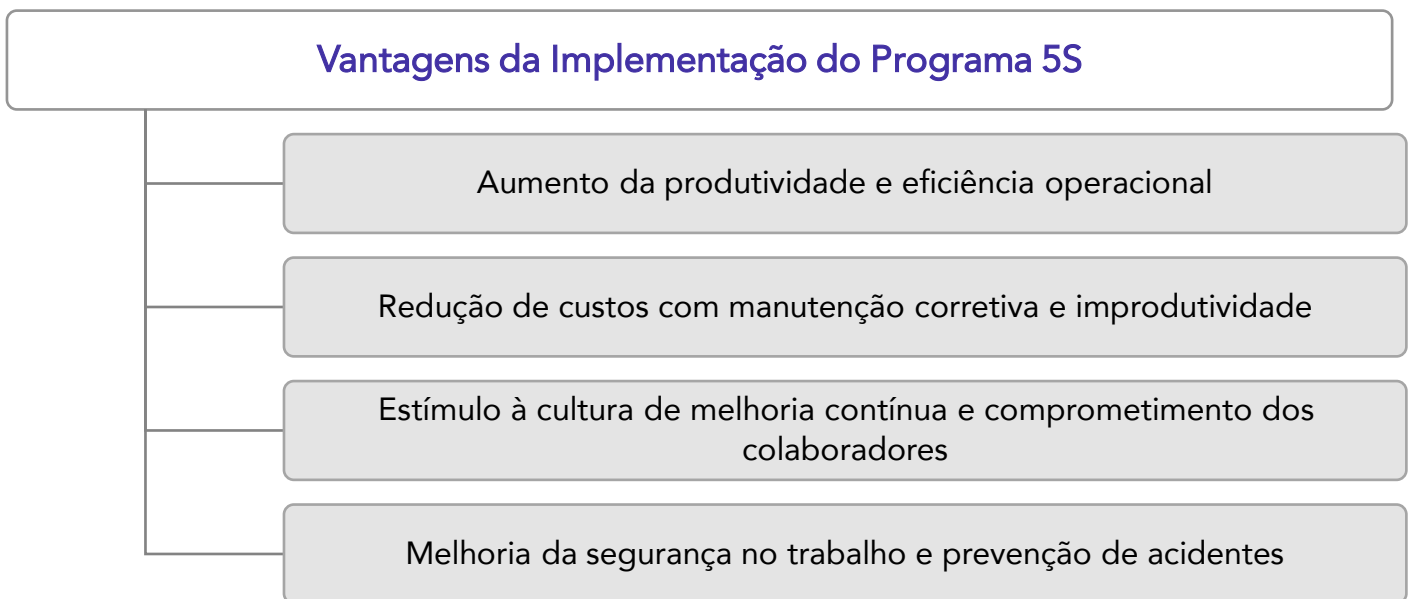 Vantagens da Implementação do Programa 5S
Aumento da produtividade e eficiência operacional
Redução de custos com manutenção corretiva e improdutividade
Estímulo à cultura de melhoria contínua e comprometimento dos
colaboradores
Melhoria da segurança no trabalho e prevenção de acidentes